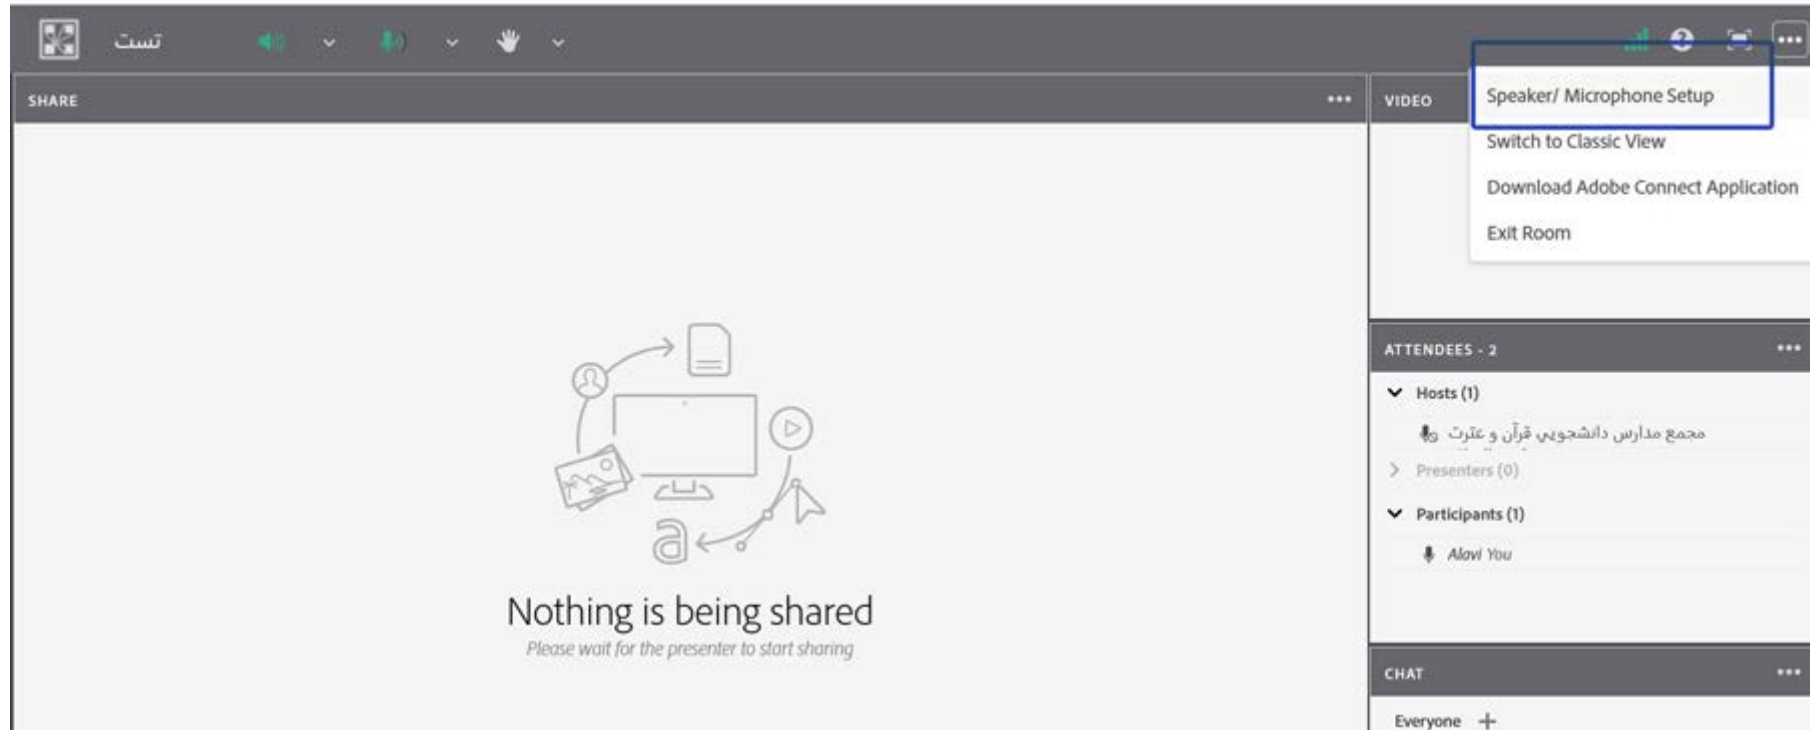 تست
SHARE
VIDEO
Speaker/ Microphone Setup
Switch to Classic View
Download Adobe Connect Application
Exit Room
a
Nothing is being shared
Please wait for the presenter to start sharing
ATTENDEES - 2
Hosts (1)
مجمع مدارس دانشجویی قرآن و عترت
Presenters (0)
Participants (1)
Alavi You
CHAT
Everyone